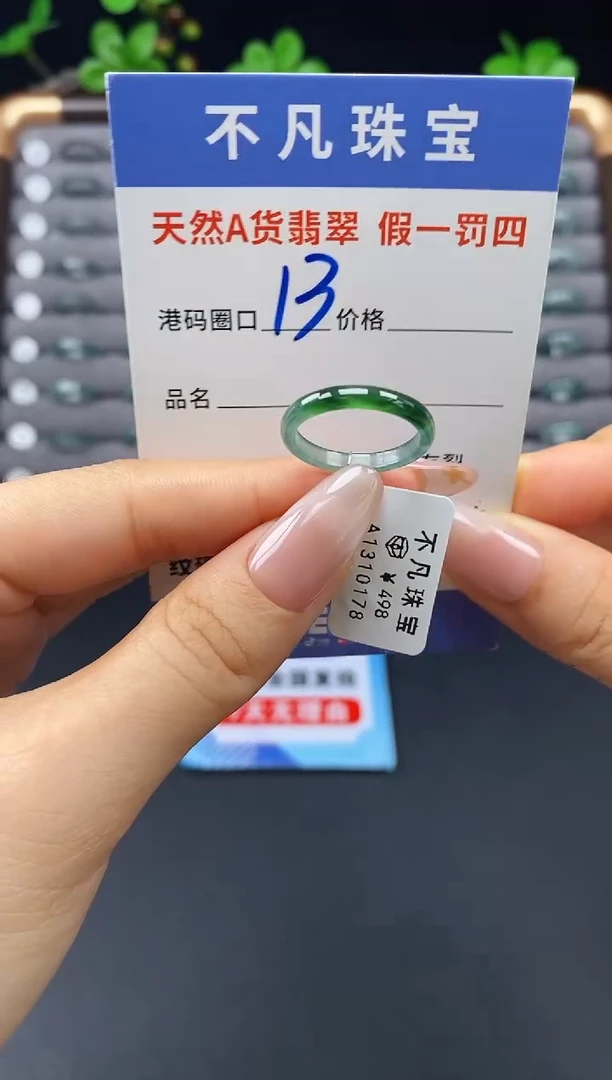 不凡珠宝
天然A货翡翠 假一罚四
港码圈口 13 价格
品名
不凡珠宝
¥498
A1310178